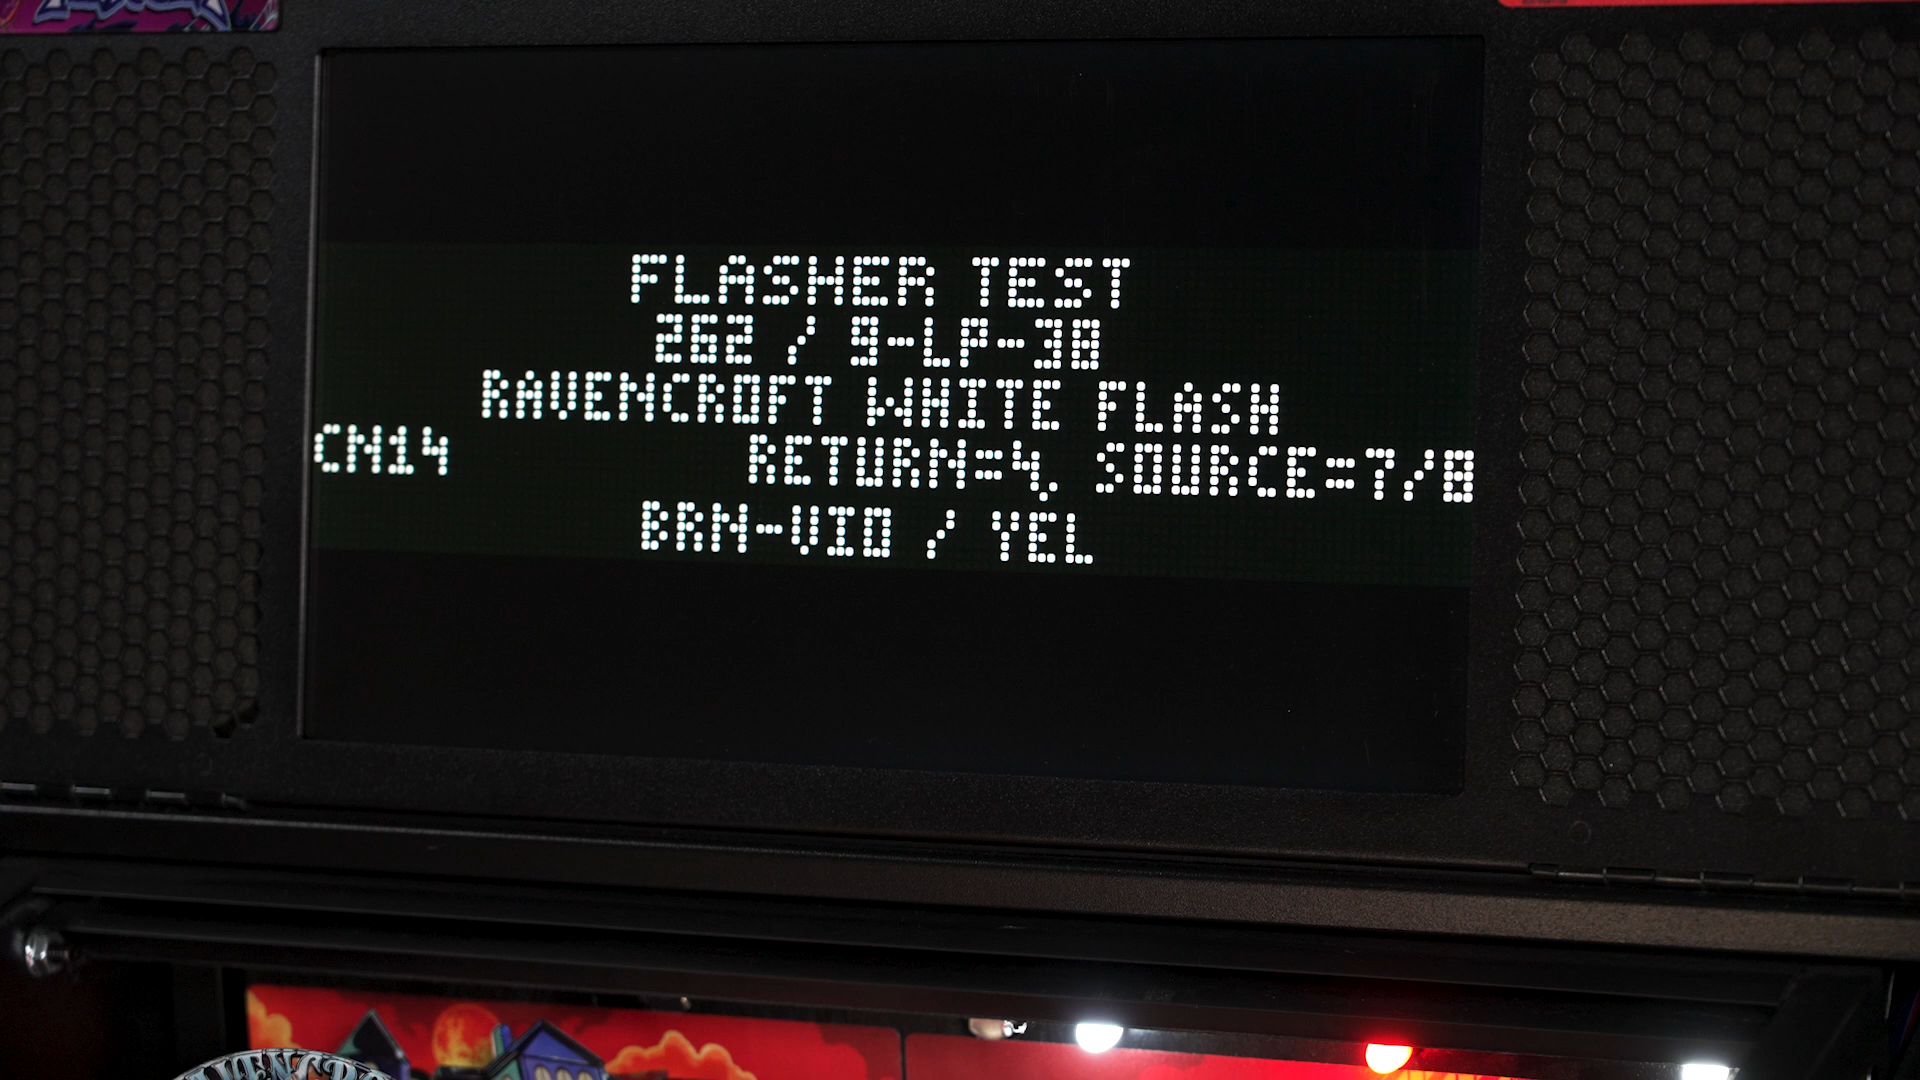 FLASHER TEST
262 / 9-LP-38
RAVENCROFT WHITE FLASH
CN14 RETURN=4, SOURCE=7/8
BRN-VIO / YEL